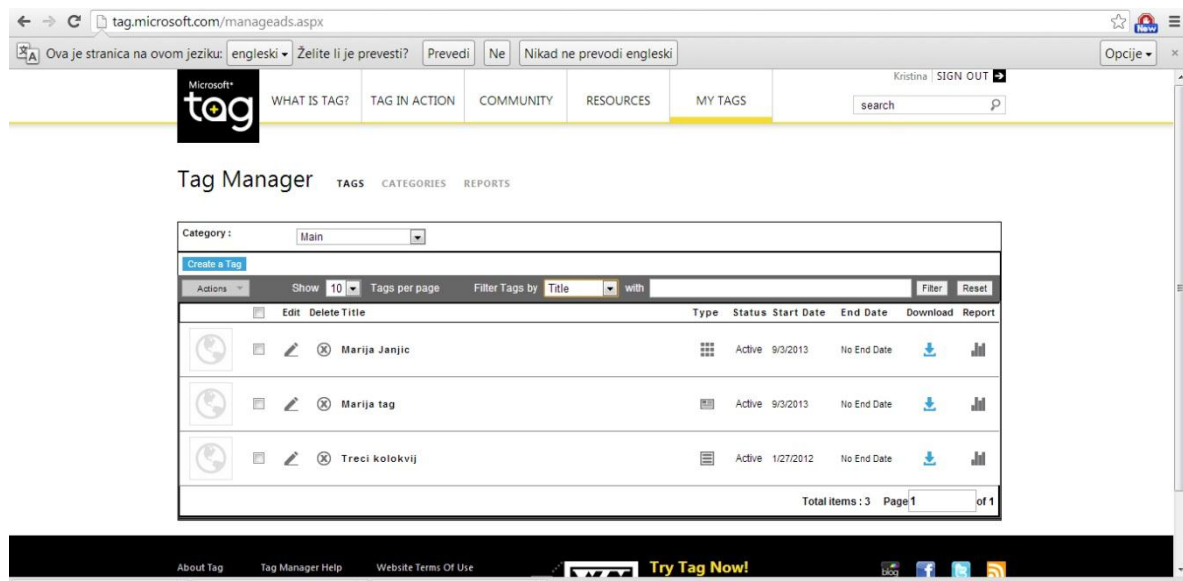 tag.microsoft.com/manageads.aspx
New
Ova je stranica na ovom jeziku: engleski Želite li je prevesti? Prevedi Ne Nikad ne prevodi engleski Opcije
Kristina SIGN OUT
Microsoft
tag
WHAT IS TAG? TAG IN ACTION COMMUNITY RESOURCES MY TAGS
search
Tag Manager TAGS CATEGORIES REPORTS
Category : Main
Create a Tag
Actions Show 10 Tags per page Filter Tags by Title with Filter Reset
Edit Delete Title Type Status Start Date End Date Download Report
Marija Janjic Active 9/3/2013 No End Date
Marija tag Active 9/3/2013 No End Date
Treci kolokvij Active 1/27/2012 No End Date
Total items : 3 Page 1 of 1
About Tag Tag Manager Help Website Terms Of Use Try Tag Now!
blog